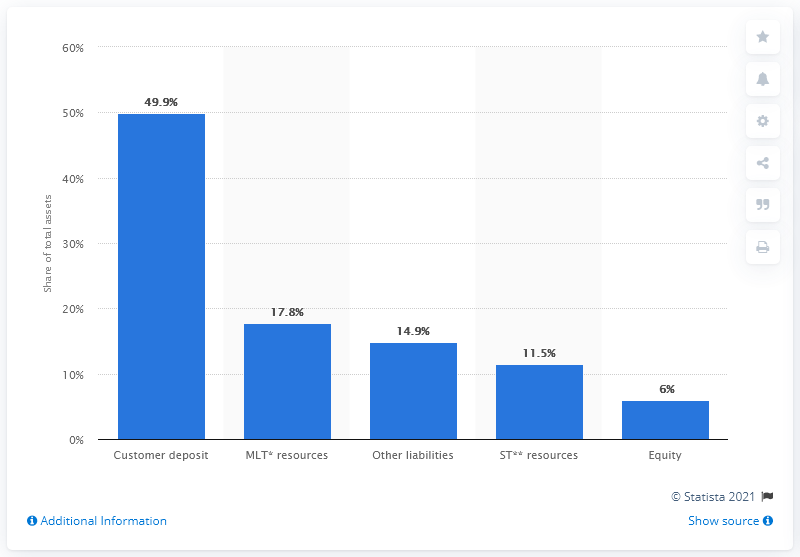 60%
50%
40%
30%
20%
10%
0%
Share of total assets
49.9%
17.8%
14.9%
11.5%
6%
Customer deposit
MLT* resources
Other liabilities
ST** resources
Equity
© Statista 2021
Additional Information
Show source